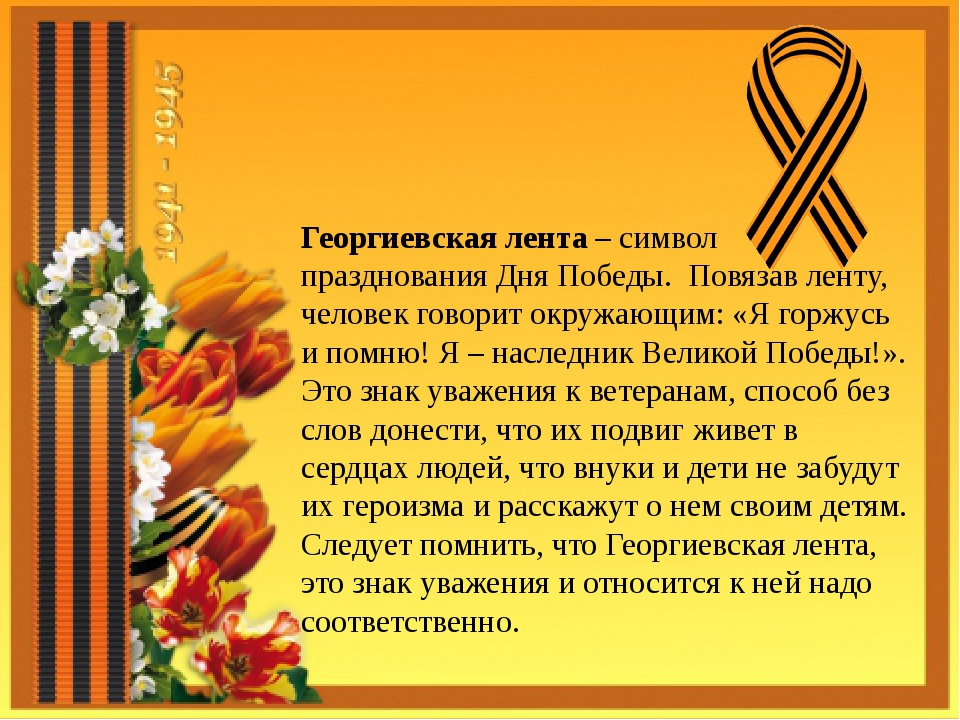 1941 - 1945
Георгиевская лента – символ
празднования Дня Победы.  Повязав ленту,
человек говорит окружающим: «Я горжусь
и помню! Я – наследник Великой Победы!».
Это знак уважения к ветеранам, способ без
слов донести, что их подвиг живет в
сердцах людей, что внуки и дети не забудут
их героизма и расскажут о нем своим детям.
Следует помнить, что Георгиевская лента,
это знак уважения и относится к ней надо
соответственно.